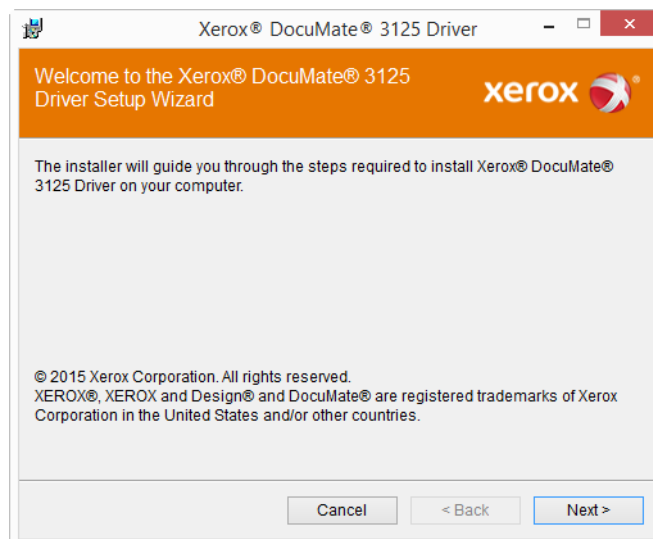 Xerox® DocuMate® 3125 Driver
Welcome to the Xerox® DocuMate® 3125
Driver Setup Wizard
xerox ®
The installer will guide you through the steps required to install Xerox® DocuMate®
3125 Driver on your computer.
© 2015 Xerox Corporation. All rights reserved.
XEROX®, XEROX and Design® and DocuMate® are registered trademarks of Xerox
Corporation in the United States and/or other countries.
Cancel < Back Next >